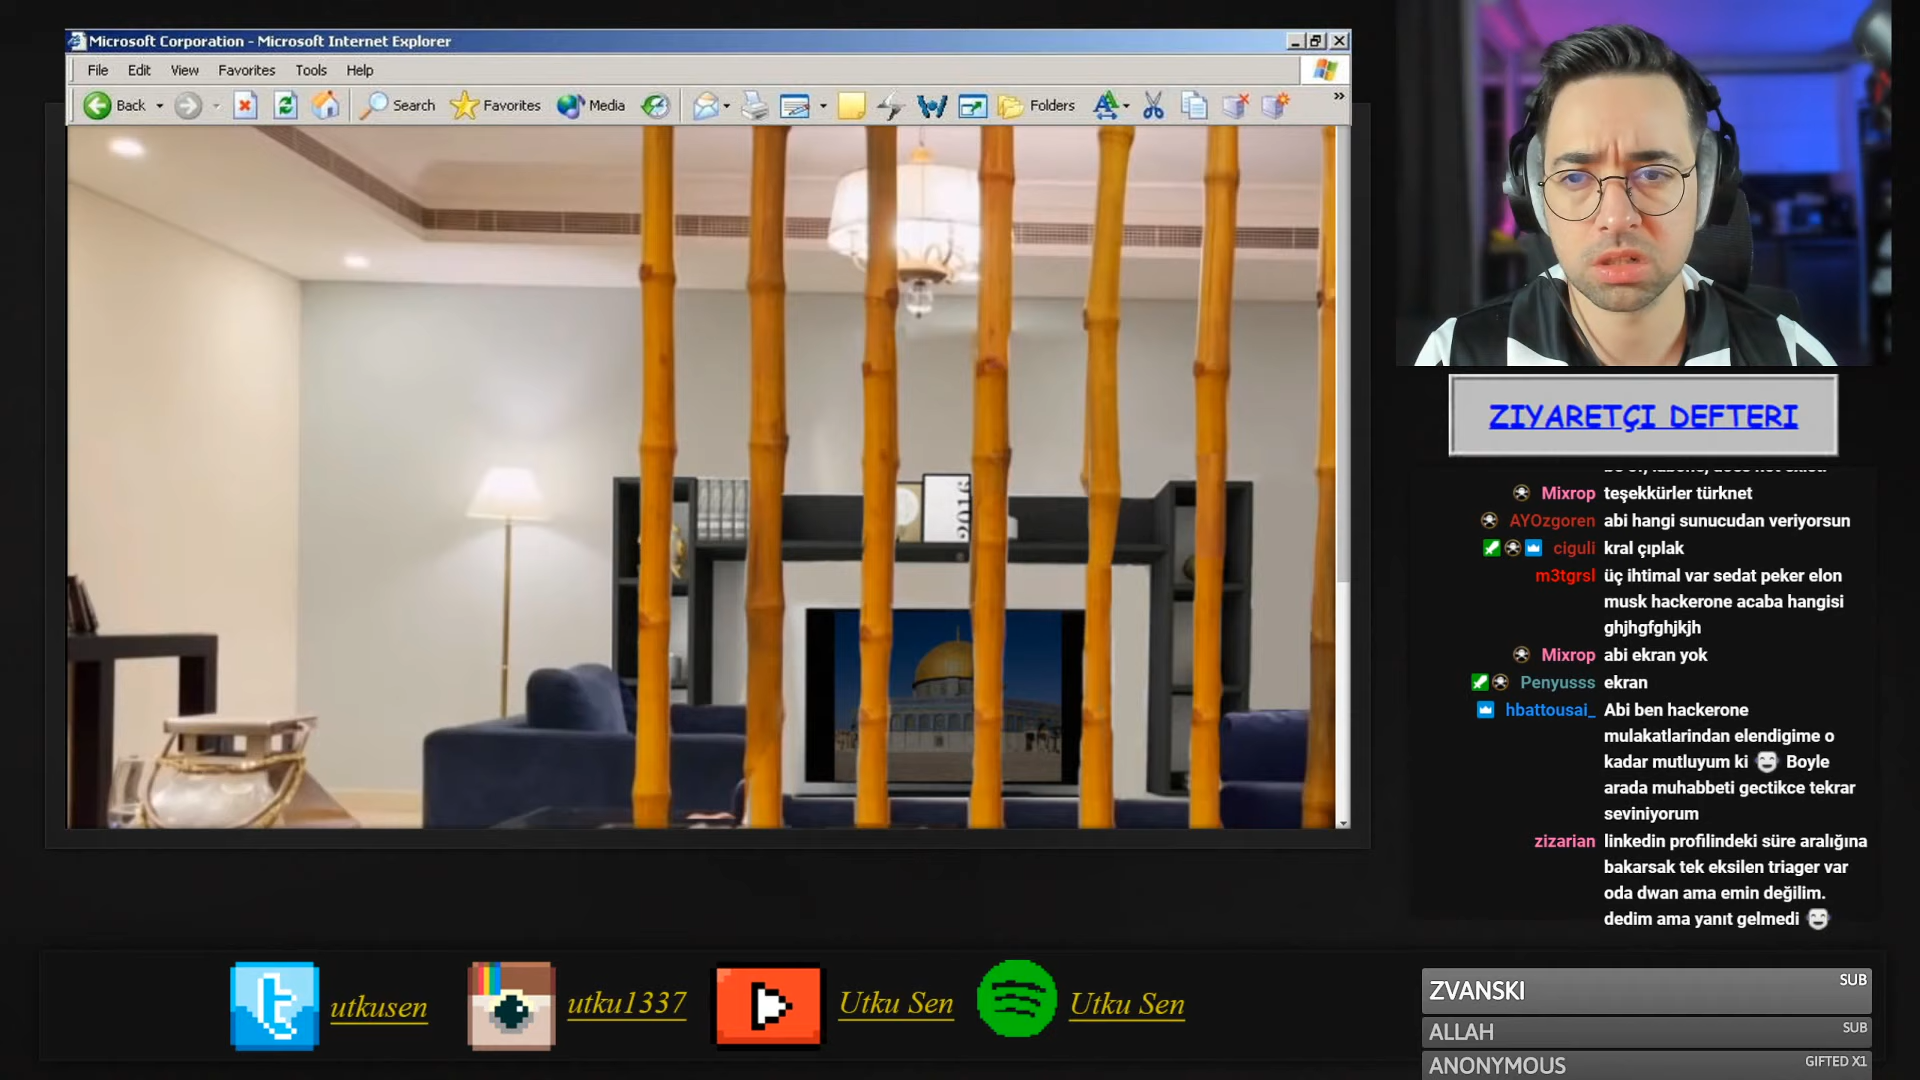 Microsoft Corporation - Microsoft Internet Explorer
File Edit View Favorites Tools Help
Back Search Favorites Media Folders
2016
ZIYARETÇI DEFTERI
Mixrop teşekkürler türknet
AYOzgoren abi hangi sunucudan veriyorsun
ciguli kral çıplak
m3tgrsl üç ihtimal var sedat peker elon
musk hackerone acaba hangisi
ghjhgfghjkjh
Mixrop abi ekran yok
Penyusss ekran
hbattousai_ Abi ben hackerone
mulakatlarindan elendigime o
kadar mutluyum ki Boyle
arada muhabbeti gectikce tekrar
seviniyorum
zizarian linkedin profilindeki süre aralığına
bakarsak tek eksilen triager var
oda dwan ama emin değilim.
dedim ama yanıt gelmedi
utkusen
utku1337
Utku Sen
Utku Sen
ZVANSKI SUB
ALLAH SUB
ANONYMOUS GIFTED X1